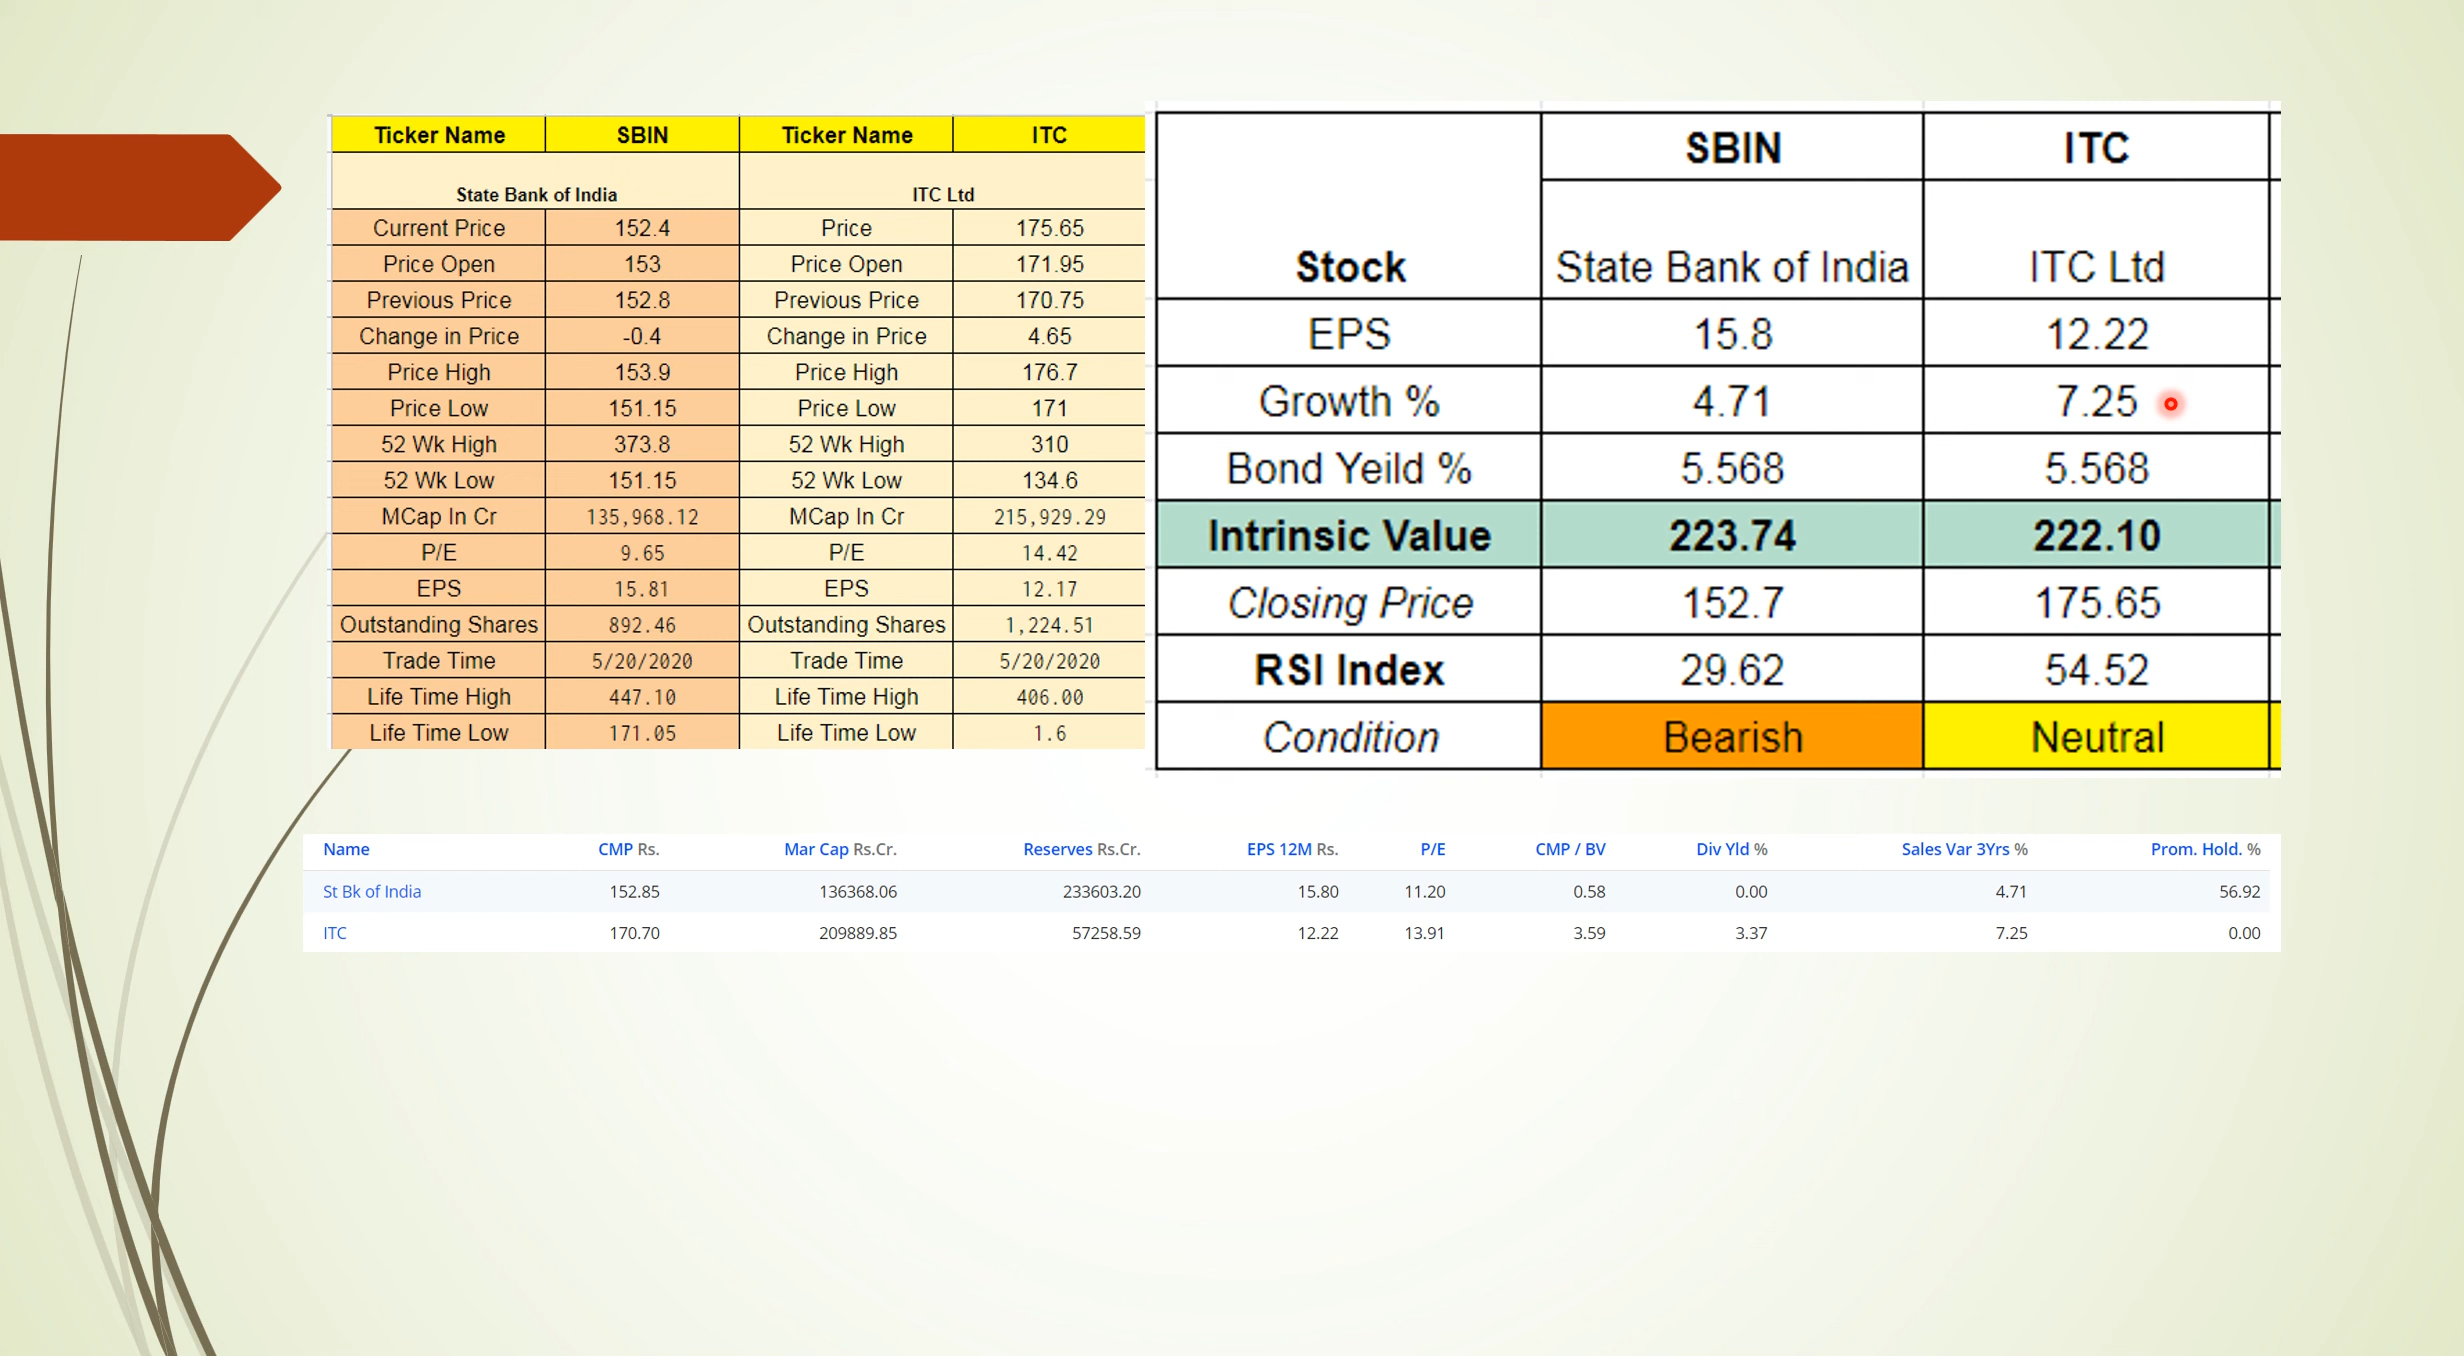 Ticker Name SBIN Ticker Name ITC
State Bank of India ITC Ltd
Current Price 152.4 Price 175.65
Price Open 153 Price Open 171.95
Previous Price 152.8 Previous Price 170.75
Change in Price -0.4 Change in Price 4.65
Price High 153.9 Price High 176.7
Price Low 151.15 Price Low 171
52 Wk High 373.8 52 Wk High 310
52 Wk Low 151.15 52 Wk Low 134.6
MCap In Cr 135,968.12 MCap In Cr 215,929.29
P/E 9.65 P/E 14.42
EPS 15.81 EPS 12.17
Outstanding Shares 892.46 Outstanding Shares 1,224.51
Trade Time 5/20/2020 Trade Time 5/20/2020
Life Time High 447.10 Life Time High 406.00
Life Time Low 171.05 Life Time Low 1.6
SBIN ITC
Stock State Bank of India ITC Ltd
EPS 15.8 12.22
Growth % 4.71 7.25
Bond Yeild % 5.568 5.568
Intrinsic Value 223.74 222.10
Closing Price 152.7 175.65
RSI Index 29.62 54.52
Condition Bearish Neutral
Name CMP Rs. Mar Cap Rs.Cr. Reserves Rs.Cr. EPS 12M Rs. P/E CMP / BV Div Yld % Sales Var 3Yrs % Prom. Hold. %
St Bk of India 152.85 136368.06 233603.20 15.80 11.20 0.58 0.00 4.71 56.92
ITC 170.70 209889.85 57258.59 12.22 13.91 3.59 3.37 7.25 0.00